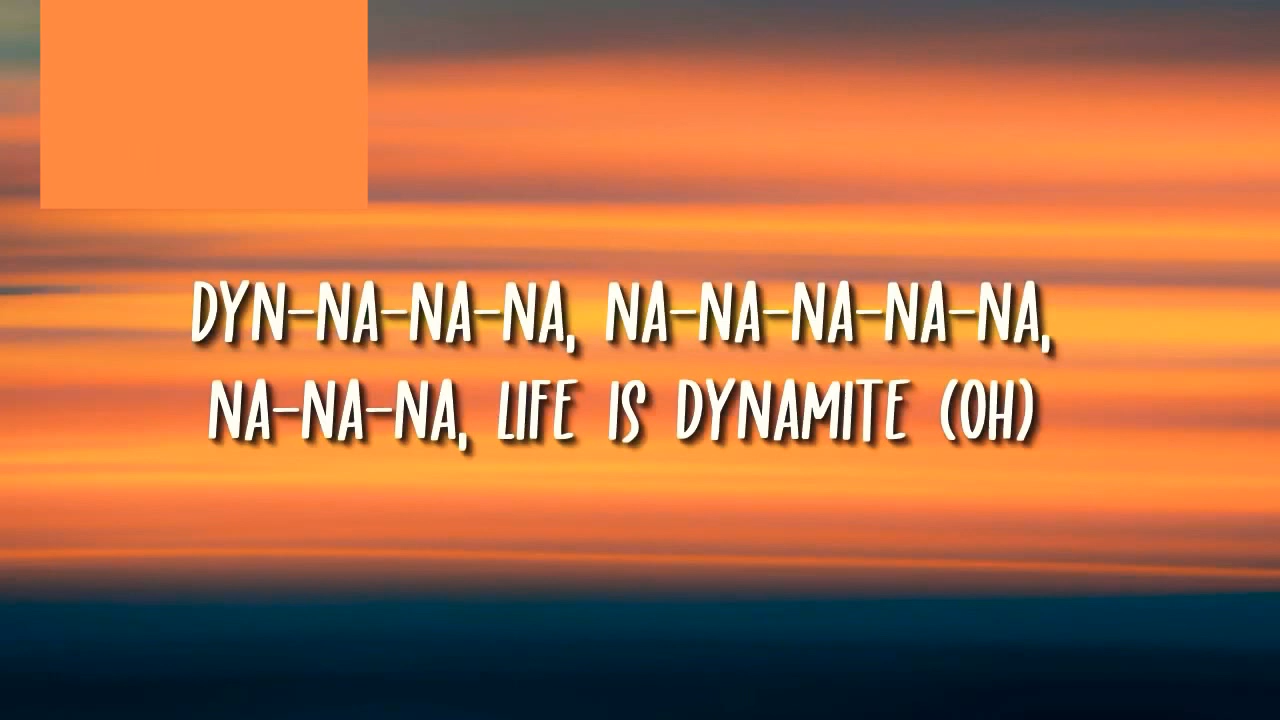 DYN-NA-NA-NA, NA-NA-NA-NA-NA,
NA-NA-NA, LIFE IS DYNAMITE (OH)